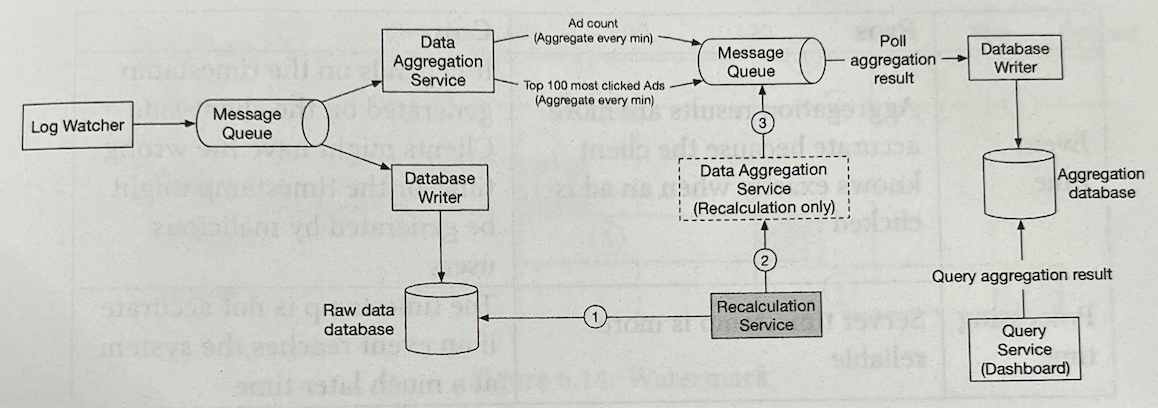 Log Watcher
Message
Queue
Data
Aggregation
Service
Ad count
(Aggregate every min)
Top 100 most clicked Ads
(Aggregate every min)
Message
Queue
Poll
aggregation
result
Database
Writer
Database
Writer
Raw data
database
3
Data Aggregation
Service
(Recalculation only)
2
1
Recalculation
Service
Aggregation
database
Query aggregation result
Query
Service
(Dashboard)